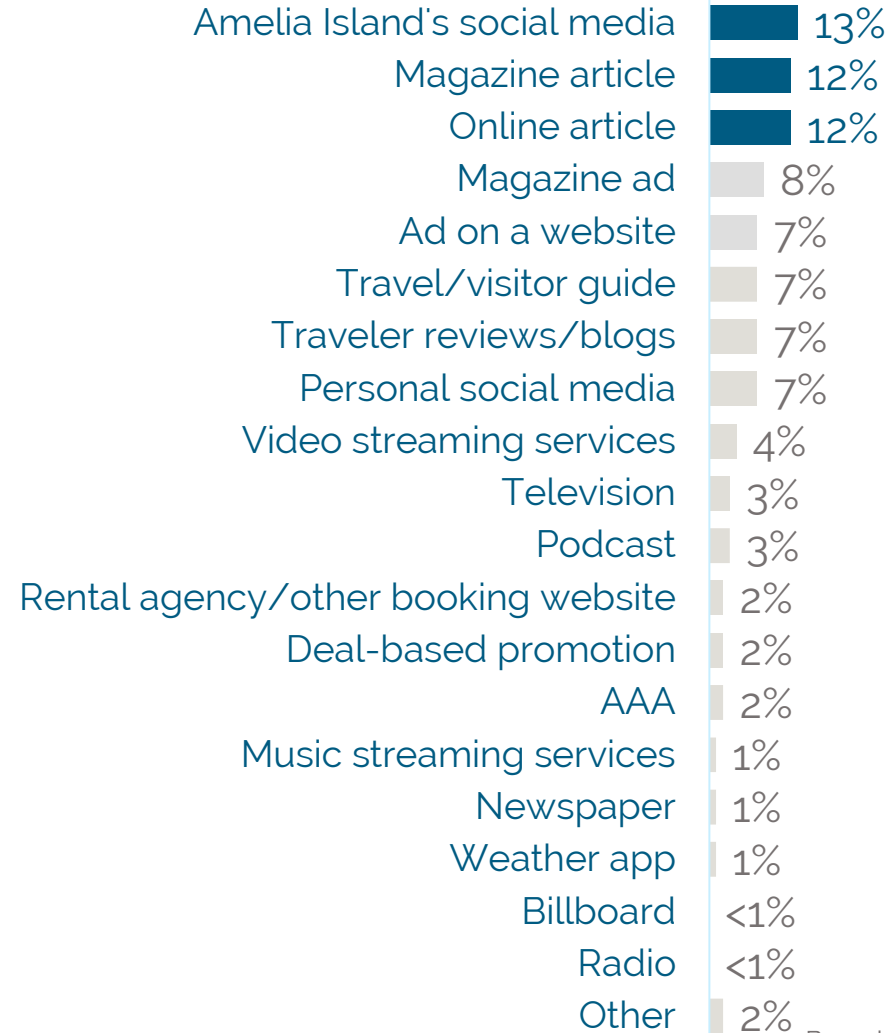 Amelia Island's social media 13%
Magazine article 12%
Online article 12%
Magazine ad 8%
Ad on a website 7%
Travel/visitor guide 7%
Traveler reviews/blogs 7%
Personal social media 7%
Video streaming services 4%
Television 3%
Podcast 3%
Rental agency/other booking website 2%
Deal-based promotion 2%
AAA 2%
Music streaming services 1%
Newspaper 1%
Weather app 1%
Billboard <1%
Radio <1%
Other 2%